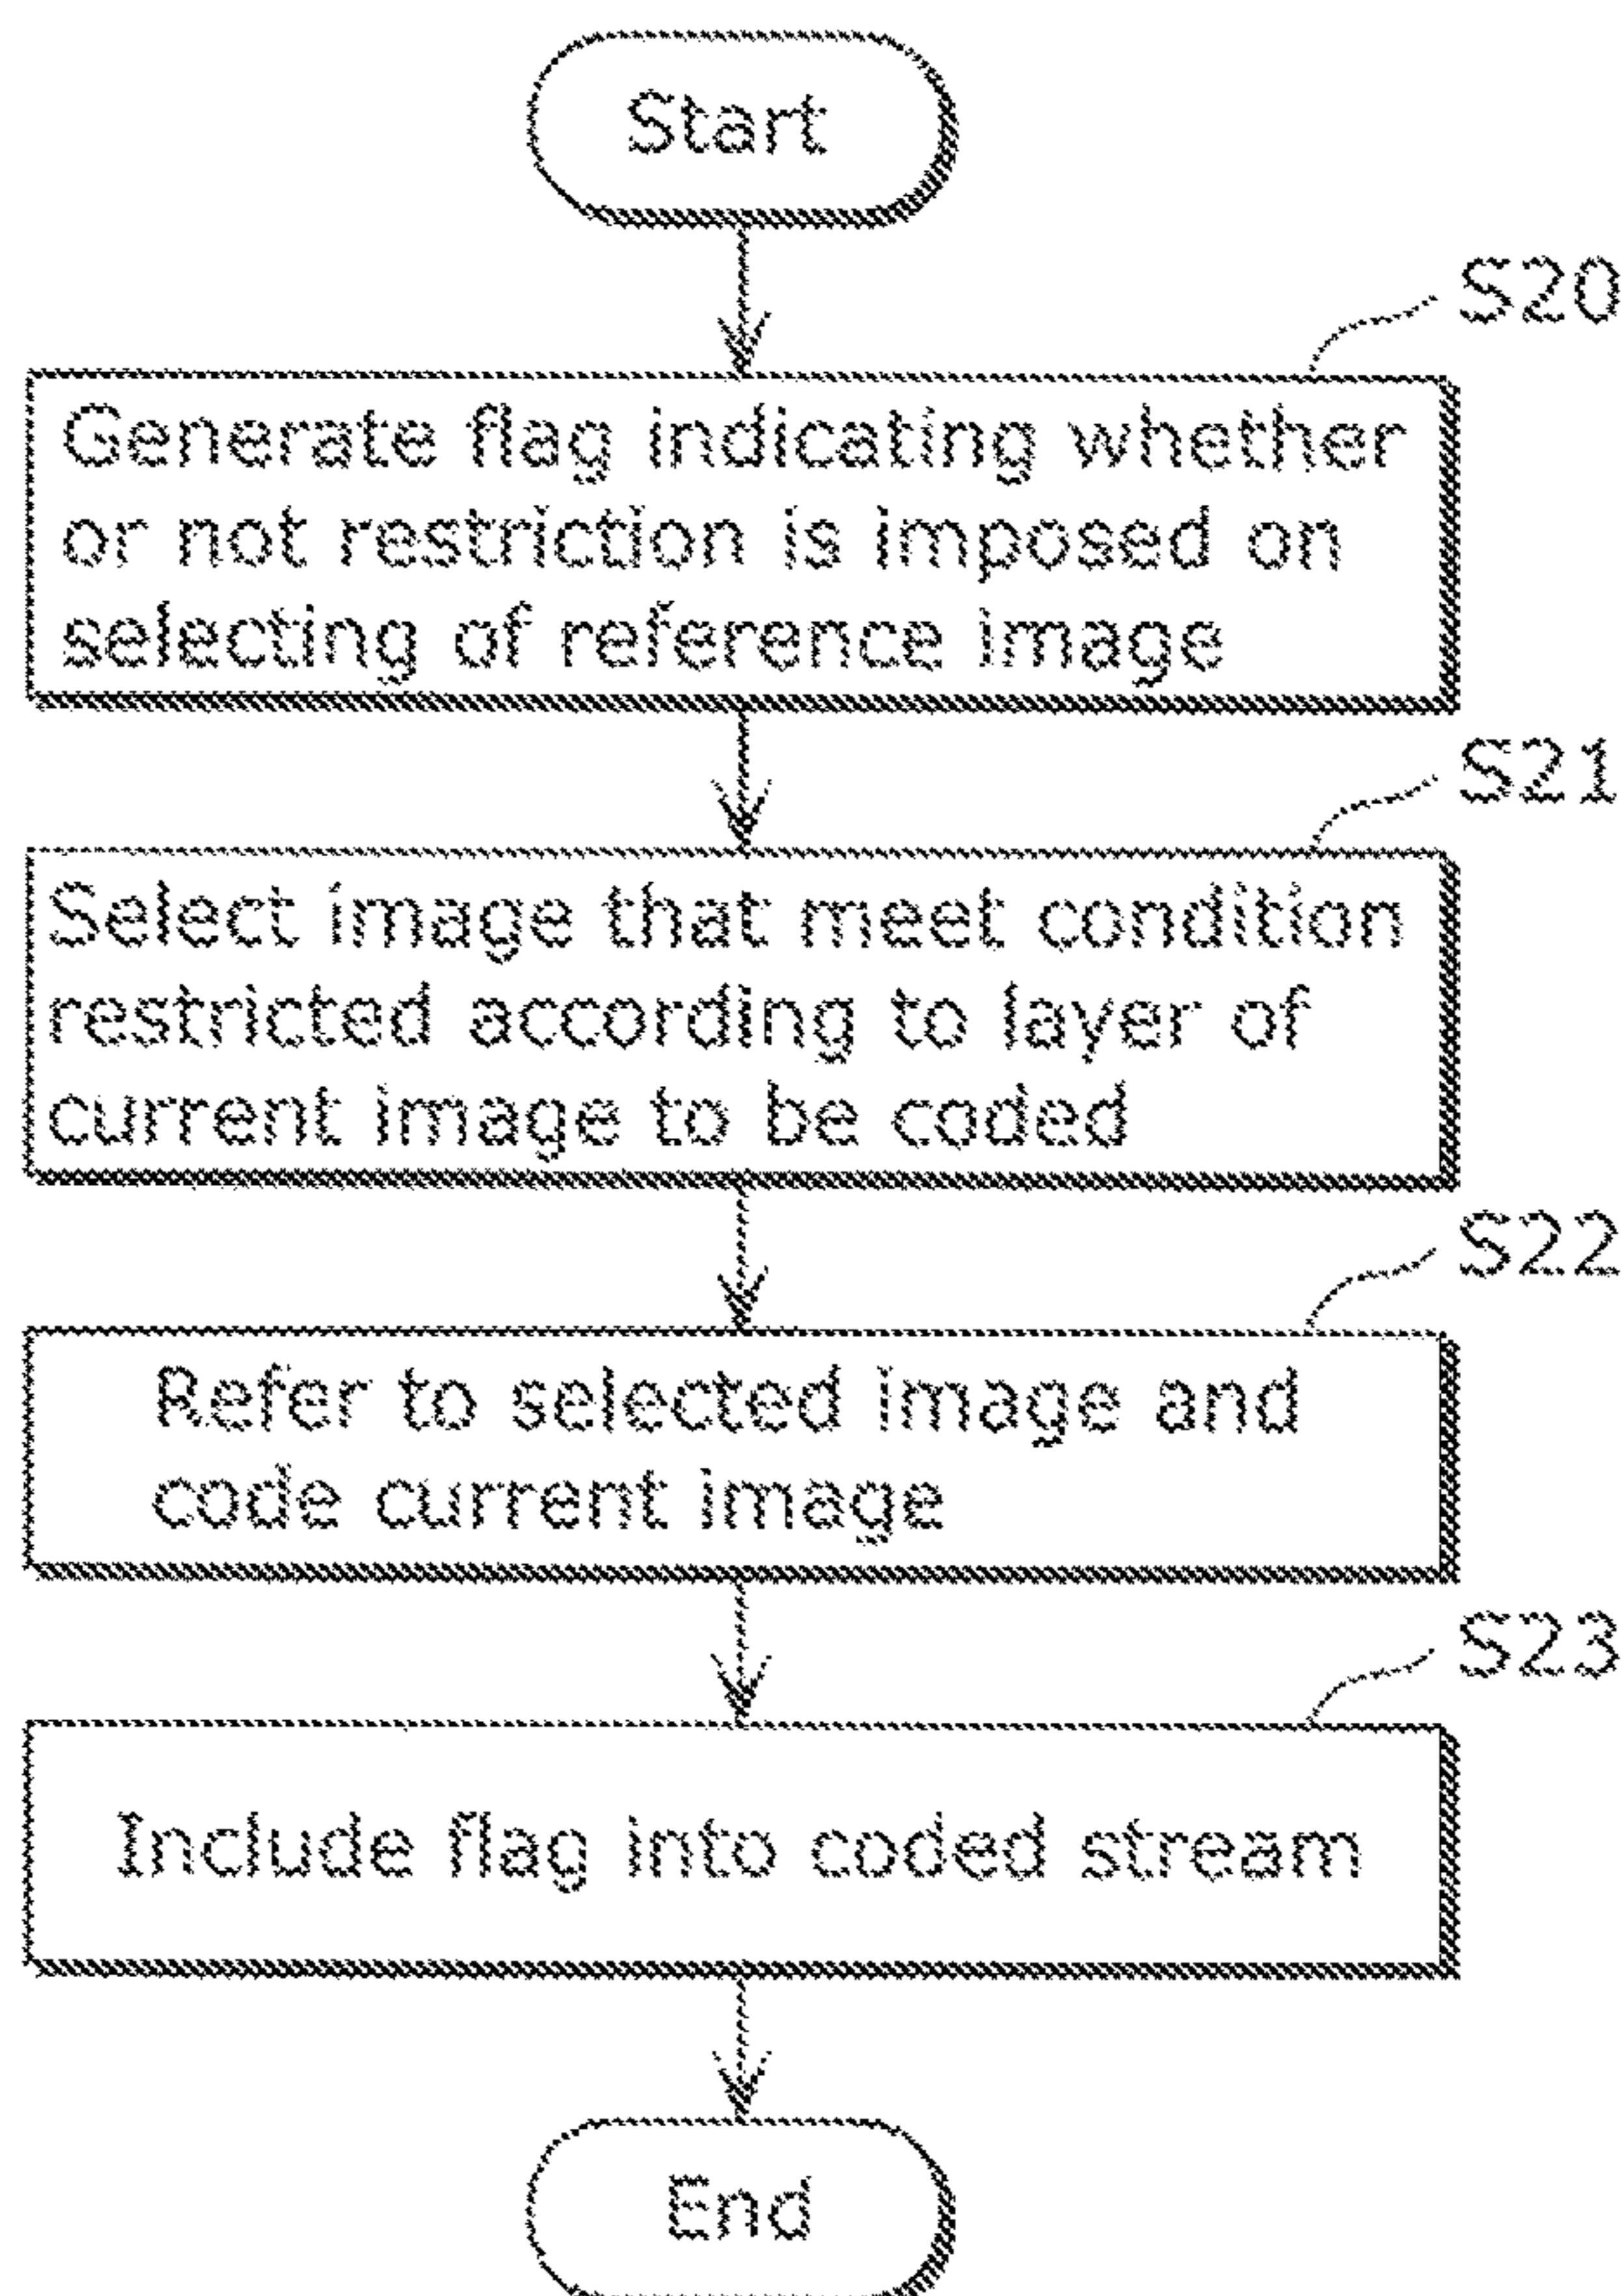 Start
S20
Generate flag indicating whether
or not restriction is imposed on
selecting of reference image
S21
Select image that meet condition
restricted according to layer of
current image to be coded
S22
Refer to selected image and
code current image
S23
Include flag into coded stream
End